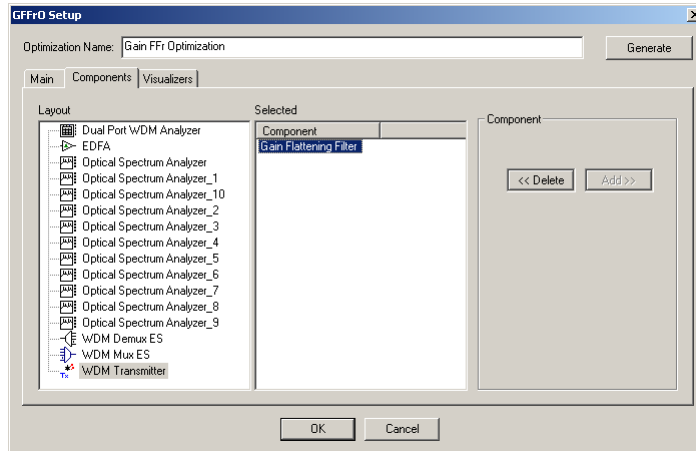 GFFrO Setup
Optimization Name: Gain FFr Optimization
Generate
Main Components Visualizers
Layout
Dual Port WDM Analyzer
EDFA
Optical Spectrum Analyzer
Optical Spectrum Analyzer_1
Optical Spectrum Analyzer_10
Optical Spectrum Analyzer_2
Optical Spectrum Analyzer_3
Optical Spectrum Analyzer_4
Optical Spectrum Analyzer_5
Optical Spectrum Analyzer_6
Optical Spectrum Analyzer_7
Optical Spectrum Analyzer_8
Optical Spectrum Analyzer_9
WDM Demux ES
WDM Mux ES
Tx WDM Transmitter
Selected
Component
Gain Flattening Filter
Component
<< Delete Add >>
OK Cancel